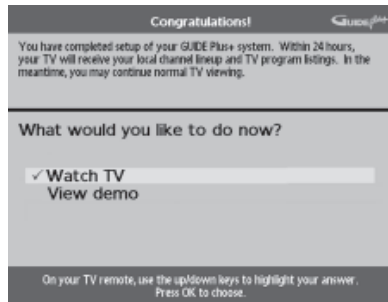 Congratulations! GUIDE Plus+
You have completed setup of your GUIDE Plus+ system. Within 24 hours,
your TV will receive your local channel lineup and TV program listings. In the
meantime, you may continue normal TV viewing.
What would you like to do now?
✓ Watch TV
View demo
On your TV remote, use the up/down keys to highlight your answer.
Press OK to choose.